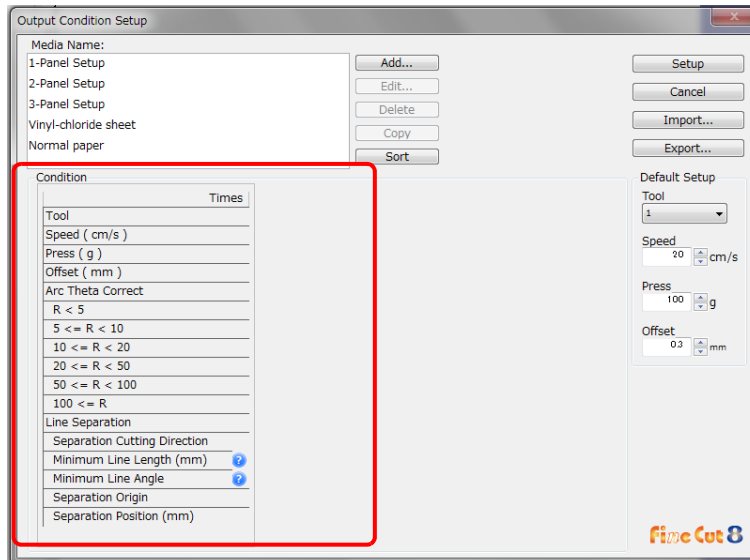 Output Condition Setup
Media Name:
1-Panel Setup
2-Panel Setup
3-Panel Setup
Vinyl-chloride sheet
Normal paper
Add...
Edit...
Delete
Copy
Sort
Setup
Cancel
Import...
Export...
Condition
Times
Tool
Speed ( cm/s )
Press ( g )
Offset ( mm )
Arc Theta Correct
R < 5
5 <= R < 10
10 <= R < 20
20 <= R < 50
50 <= R < 100
100 <= R
Line Separation
Separation Cutting Direction
Minimum Line Length (mm) ?
Minimum Line Angle ?
Separation Origin
Separation Position (mm)
Default Setup
Tool
1
Speed
20 cm/s
Press
100 g
Offset
0.3 mm
Fine Cut 8